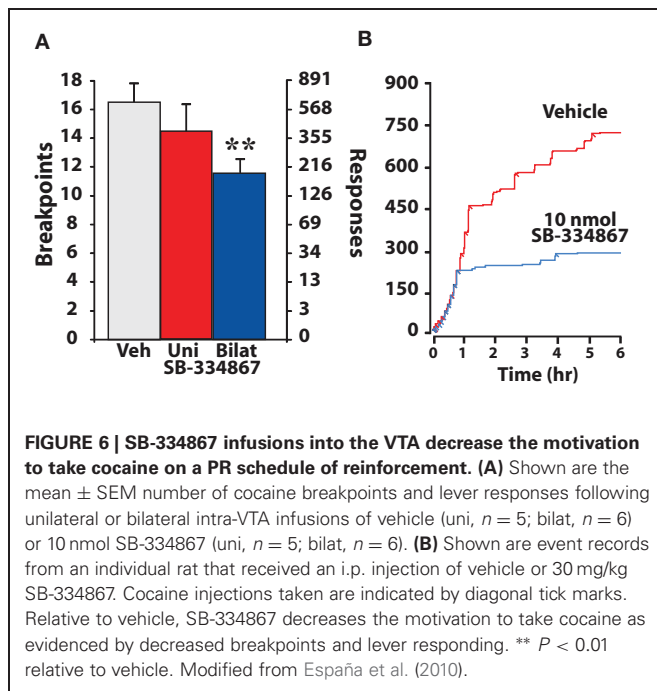 A
B
18
16
14
12
10
8
6
4
2
0
Breakpoints
**
891
568
355
216
126
69
34
13
3
0
Responses
Veh Uni Bilat
SB-334867
900
750
600
450
300
150
0
Vehicle
10 nmol
SB-334867
0 1 2 3 4 5 6
Time (hr)
FIGURE 6 | SB-334867 infusions into the VTA decrease the motivation
to take cocaine on a PR schedule of reinforcement. (A) Shown are the
mean ± SEM number of cocaine breakpoints and lever responses following
unilateral or bilateral intra-VTA infusions of vehicle (uni, n = 5; bilat, n = 6)
or 10 nmol SB-334867 (uni, n = 5; bilat, n = 6). (B) Shown are event records
from an individual rat that received an i.p. injection of vehicle or 30 mg/kg
SB-334867. Cocaine injections taken are indicated by diagonal tick marks.
Relative to vehicle, SB-334867 decreases the motivation to take cocaine as
evidenced by decreased breakpoints and lever responding. ** P < 0.01
relative to vehicle. Modified from España et al. (2010).